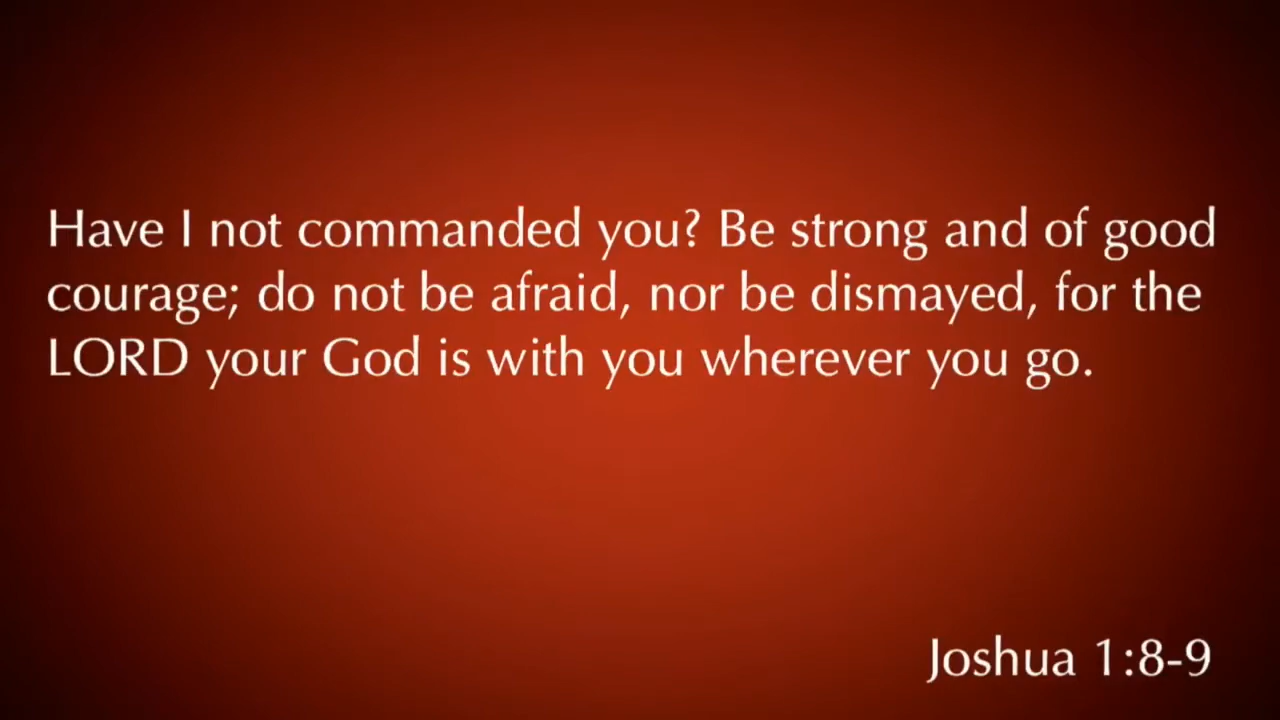 Have I not commanded you? Be strong and of good
courage; do not be afraid, nor be dismayed, for the
LORD your God is with you wherever you go.
Joshua 1:8-9